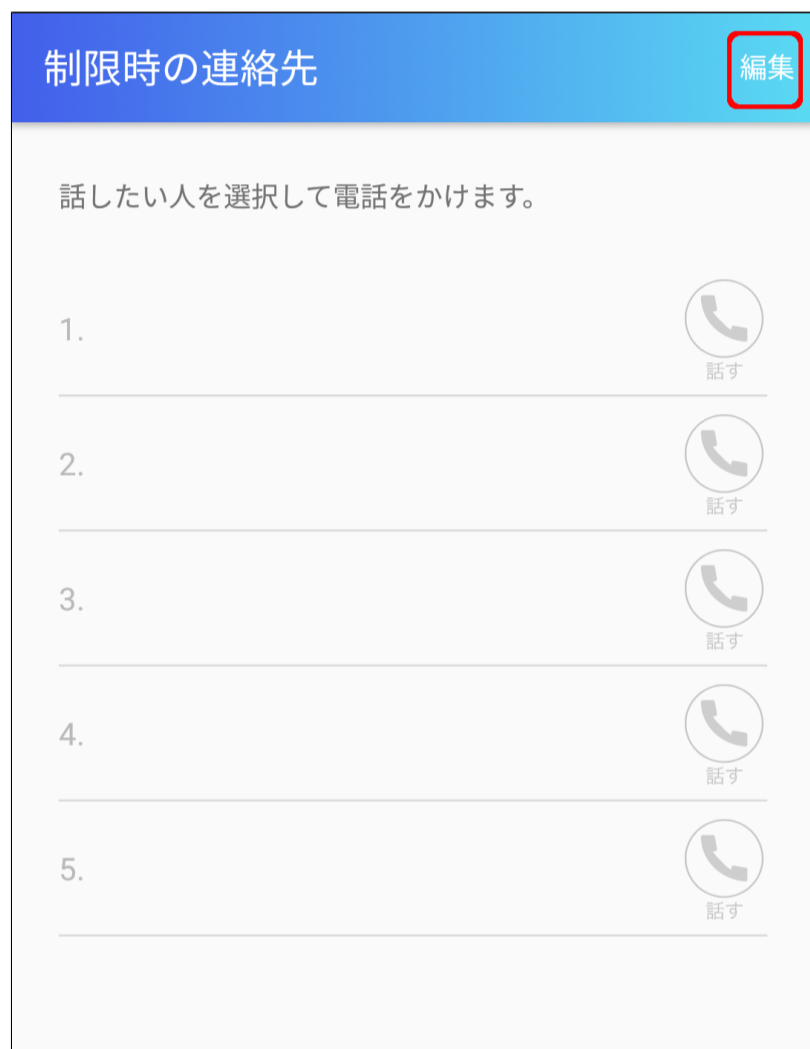 制限時の連絡先 編集
話したい人を選択して電話をかけます。
1.
話す
2.
話す
3.
話す
4.
話す
5.
話す